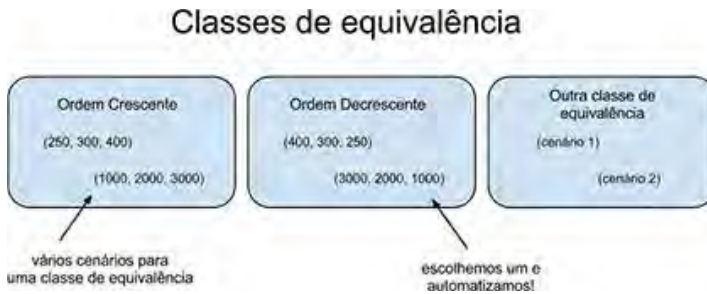 Classes de equivalência
Ordem Crescente
(250, 300, 400)
(1000, 2000, 3000)
Ordem Decrescente
(400, 300, 250)
(3000, 2000, 1000)
Outra classe de
equivalência
(cenário 1)
(cenário 2)
vários cenários para
uma classe de equivalência
escolhemos um e
automatizamos!